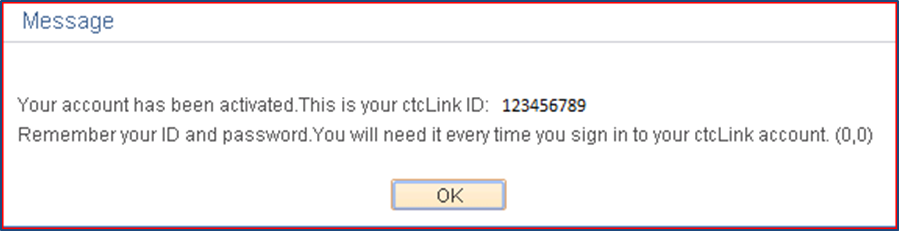 Message
Your account has been activated.This is your ctcLink ID: 123456789
Remember your ID and password.You will need it every time you sign in to your ctcLink account. (0,0)
OK